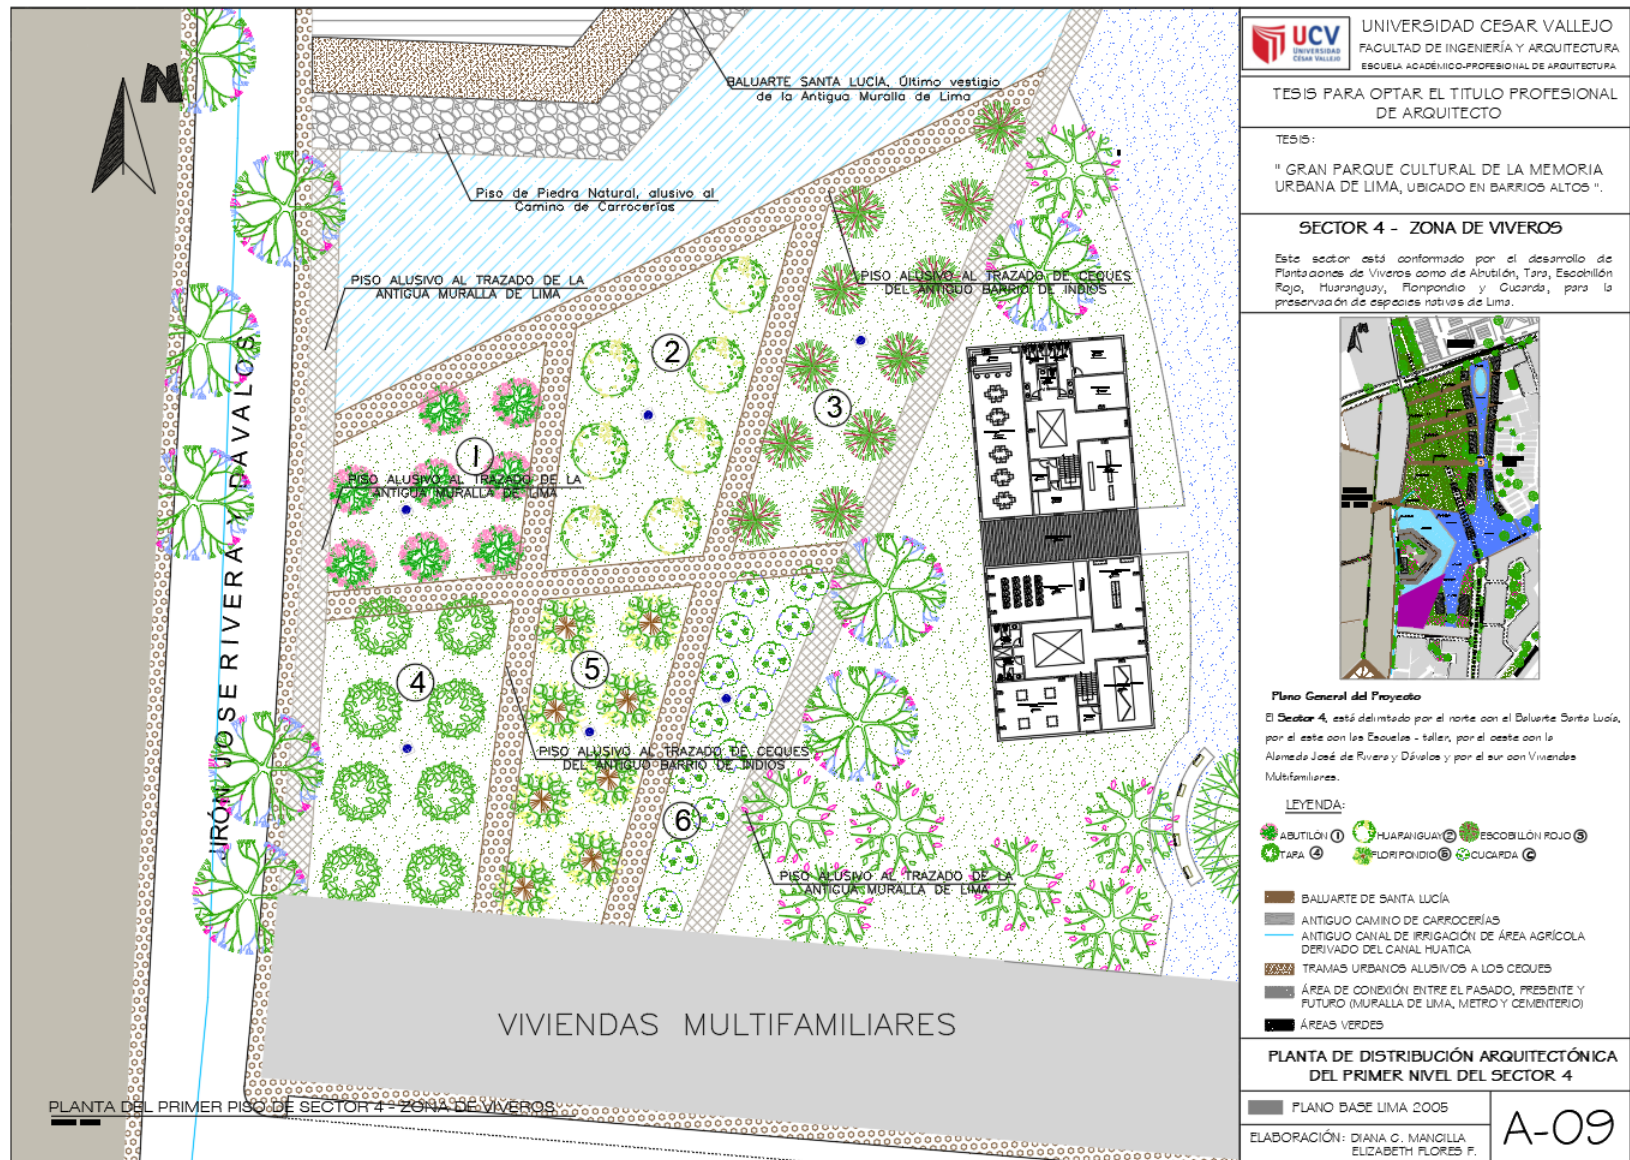 N
BALUARTE SANTA LUCÍA, Último vestigio
de la Antigua Muralla de Lima
Piso de Piedra Natural, alusivo al
Camino de Carrocerías
PISO ALUSIVO AL TRAZADO DE LA
ANTIGUA MURALLA DE LIMA
PISO ALUSIVO AL TRAZADO DE CEQUES
DEL ANTIGUO BARRIO DE INDIOS
1
2
3
PISO ALUSIVO AL TRAZADO DE LA
ANTIGUA MURALLA DE LIMA
JIRÓN JOSE RIVERA Y DAVALOS
4
5
6
PISO ALUSIVO AL TRAZADO DE CEQUES
DEL ANTIGUO BARRIO DE INDIOS
PISO ALUSIVO AL TRAZADO DE LA
ANTIGUA MURALLA DE LIMA
VIVIENDAS MULTIFAMILIARES
PLANTA DEL PRIMER PISO DE SECTOR 4 - ZONA DE VIVEROS
UCV
UNIVERSIDAD
CÉSAR VALLEJO
UNIVERSIDAD CESAR VALLEJO
FACULTAD DE INGENIERÍA Y ARQUITECTURA
ESCUELA ACADÉMICO-PROFESIONAL DE ARQUITECTURA
TESIS PARA OPTAR EL TITULO PROFESIONAL
DE ARQUITECTO
TESIS:
" GRAN PARQUE CULTURAL DE LA MEMORIA
URBANA DE LIMA, UBICADO EN BARRIOS ALTOS ".
SECTOR 4 - ZONA DE VIVEROS
Este sector está conformado por el desarrollo de
Plantaciones de Viveros como de Abutilón, Tara, Escobillón
Rojo, Huaranguay, Floripondio y Cucarda, para la
preservación de especies nativas de Lima.
Plano General del Proyecto
El Sector 4, está delimtado por el norte con el Baluarte Santa Lucía,
por el este con las Escuelas - taller, por el oeste con la
Alameda José de Rivera y Dávalos y por el sur con Viviendas
Multifamiliares.
LEYENDA:
ABUTILÓN 1 HUARANGUAY 2 ESCOBILLÓN ROJO 3
TARA 4 FLORIPONDIO 5 CUCARDA 6
BALUARTE DE SANTA LUCÍA
ANTIGUO CAMINO DE CARROCERÍAS
ANTIGUO CANAL DE IRRIGACIÓN DE ÁREA AGRÍCOLA
DERIVADO DEL CANAL HUATICA
TRAMAS URBANOS ALUSIVOS A LOS CEQUES
ÁREA DE CONEXIÓN ENTRE EL PASADO, PRESENTE Y
FUTURO (MURALLA DE LIMA, METRO Y CEMENTERIO)
ÁREAS VERDES
PLANTA DE DISTRIBUCIÓN ARQUITECTÓNICA
DEL PRIMER NIVEL DEL SECTOR 4
PLANO BASE LIMA 2005
ELABORACIÓN: DIANA C. MANCILLA
ELIZABETH FLORES F.
A-09